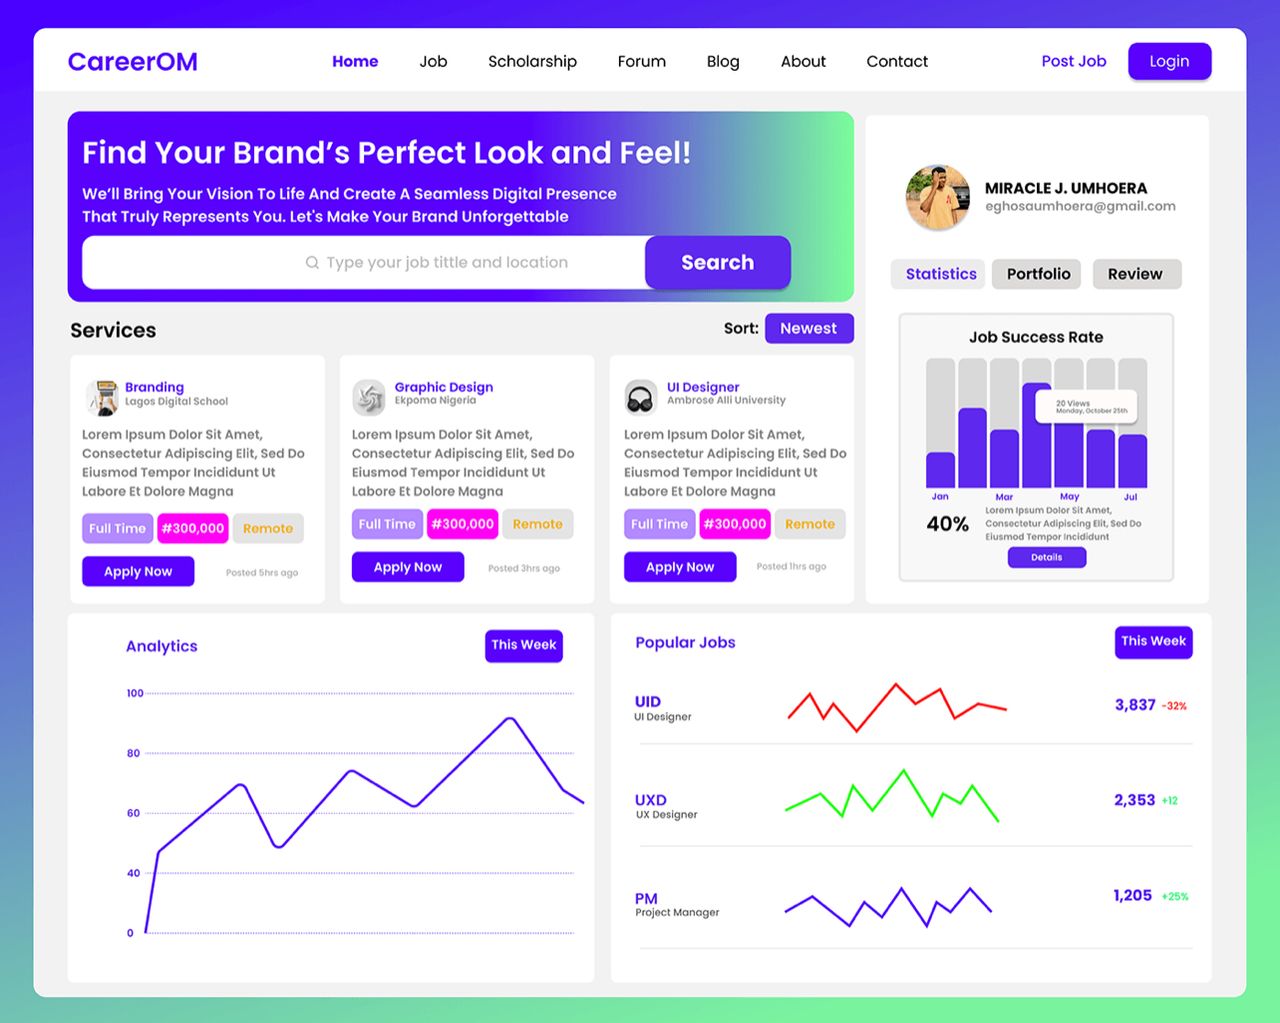 CareerOM
Home
Job
Scholarship
Forum
Blog
About
Contact
Post Job
Login
Find Your Brand’s Perfect Look and Feel!
We’ll Bring Your Vision To Life And Create A Seamless Digital Presence
That Truly Represents You. Let's Make Your Brand Unforgettable
Type your job tittle and location
Search
MIRACLE J. UMHOERA
eghosaumhoera@gmail.com
Statistics
Portfolio
Review
Job Success Rate
20 Views
Monday, October 25th
Jan
Mar
May
Jul
40%
Lorem Ipsum Dolor Sit Amet,
Consectetur Adipiscing Elit, Sed Do
Eiusmod Tempor Incididunt
Details
Services
Sort:
Newest
Branding
Lagos Digital School
Lorem Ipsum Dolor Sit Amet,
Consectetur Adipiscing Elit, Sed Do
Eiusmod Tempor Incididunt Ut
Labore Et Dolore Magna
Full Time
#300,000
Remote
Apply Now
Posted 5hrs ago
Graphic Design
Ekpoma Nigeria
Lorem Ipsum Dolor Sit Amet,
Consectetur Adipiscing Elit, Sed Do
Eiusmod Tempor Incididunt Ut
Labore Et Dolore Magna
Full Time
#300,000
Remote
Apply Now
Posted 3hrs ago
UI Designer
Ambrose Alli University
Lorem Ipsum Dolor Sit Amet,
Consectetur Adipiscing Elit, Sed Do
Eiusmod Tempor Incididunt Ut
Labore Et Dolore Magna
Full Time
#300,000
Remote
Apply Now
Posted 1hrs ago
Analytics
This Week
100
80
60
40
0
Popular Jobs
This Week
UID
UI Designer
3,837
-32%
UXD
UX Designer
2,353
+12
PM
Project Manager
1,205
+25%